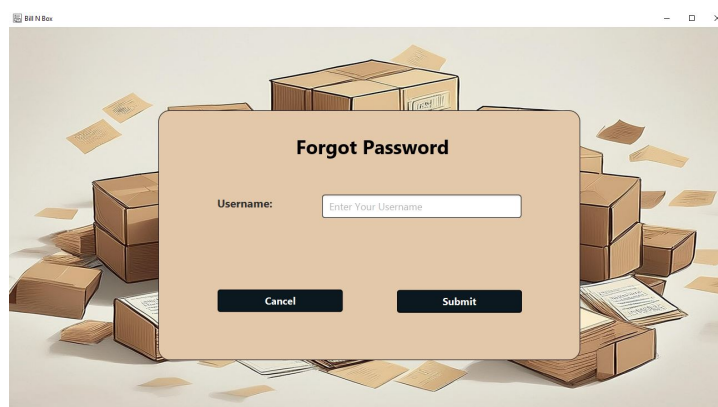 Bill N Box
Forgot Password
Username:
Enter Your Username
Cancel
Submit